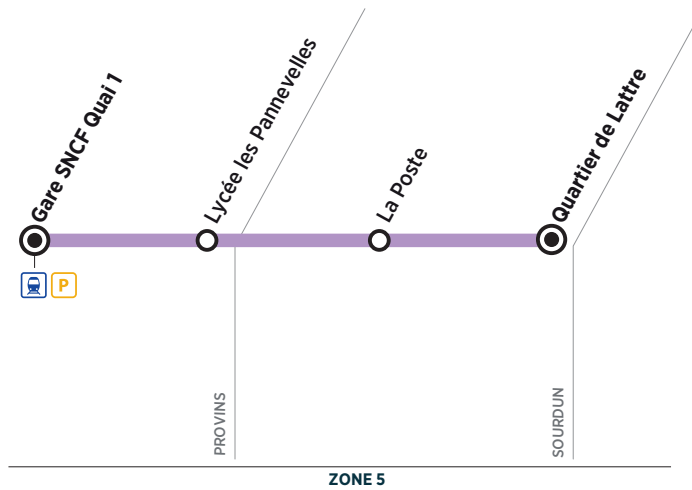 Gare SNCF Quai 1
Lycée les Pannevelles
La Poste
Quartier de Lattre
P
PROVINS
SOURDUN
ZONE 5